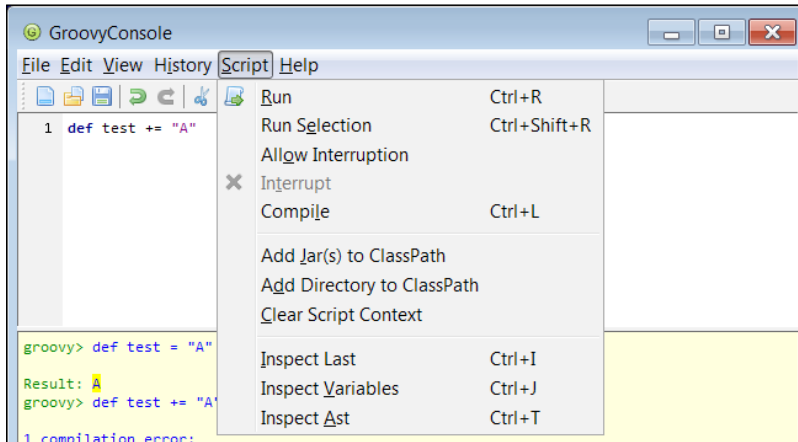 GroovyConsole
File Edit View History Script Help
1 def test += "A"
Run Ctrl+R
Run Selection Ctrl+Shift+R
Allow Interruption
Interrupt
Compile Ctrl+L
Add Jar(s) to ClassPath
Add Directory to ClassPath
Clear Script Context
Inspect Last Ctrl+I
Inspect Variables Ctrl+J
Inspect Ast Ctrl+T
groovy> def test = "A"
Result: A
groovy> def test += "A"
1 compilation error: